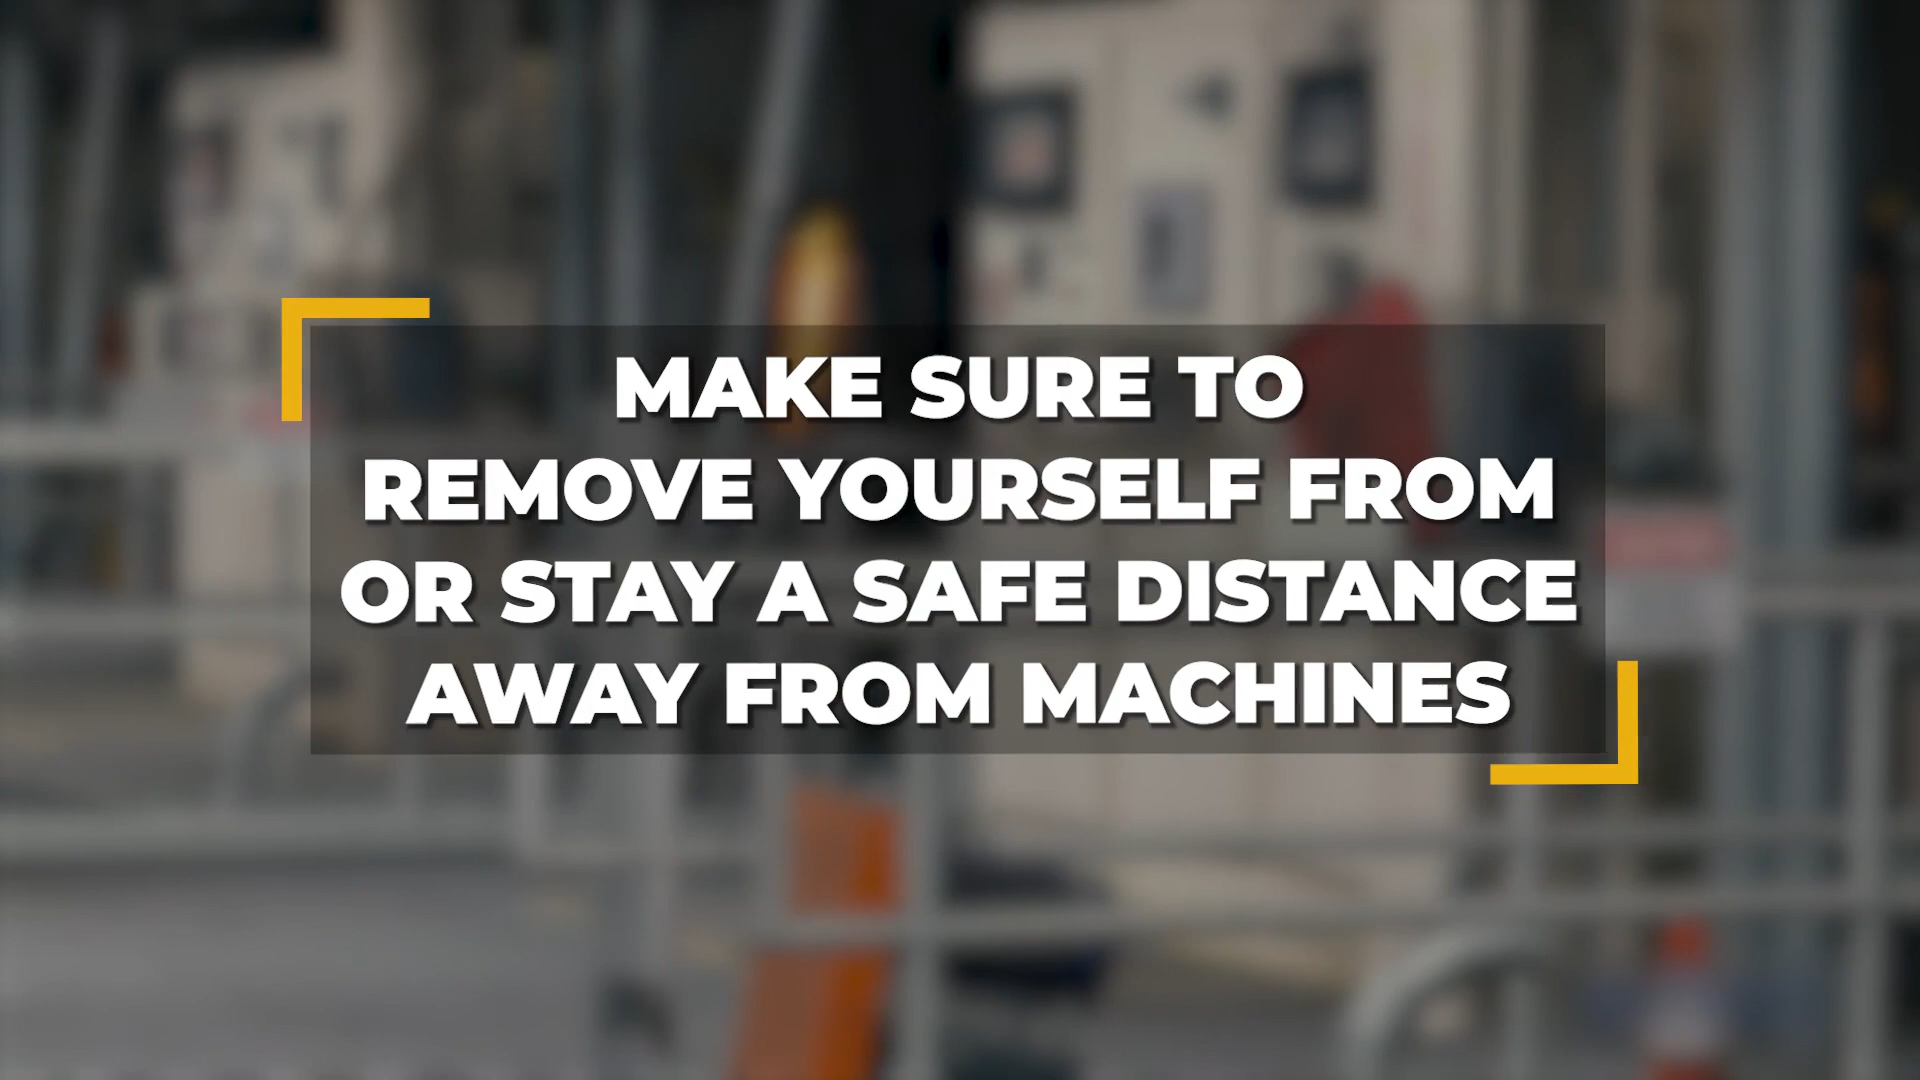 MAKE SURE TO
REMOVE YOURSELF FROM
OR STAY A SAFE DISTANCE
AWAY FROM MACHINES